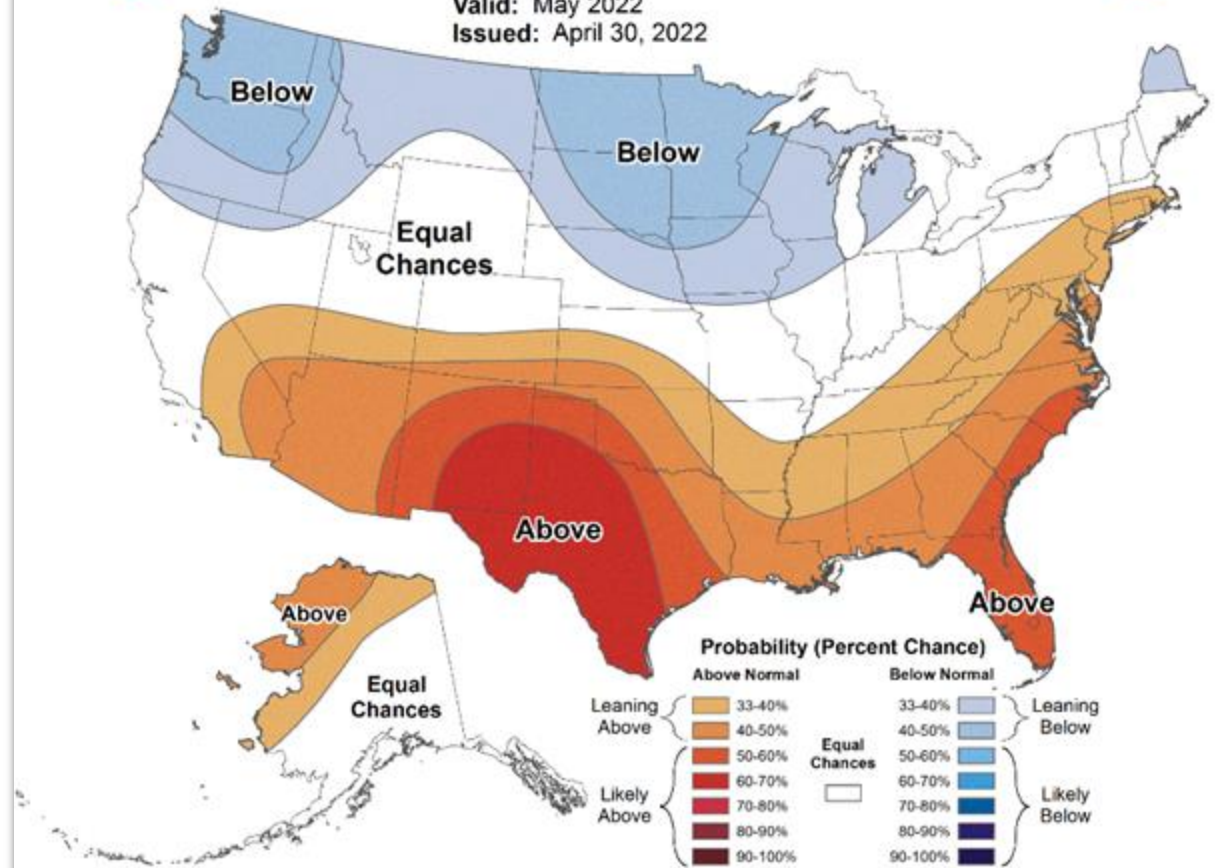 Valid: May 2022
Issued: April 30, 2022
Below
Below
Equal
Chances
Above
Above
Above
Equal
Chances
Probability (Percent Chance)
Above Normal
Below Normal
Leaning
Above
33-40%
40-50%
50-60%
60-70%
70-80%
80-90%
90-100%
Likely
Above
Equal
Chances
33-40%
40-50%
50-60%
60-70%
70-80%
80-90%
90-100%
Leaning
Below
Likely
Below